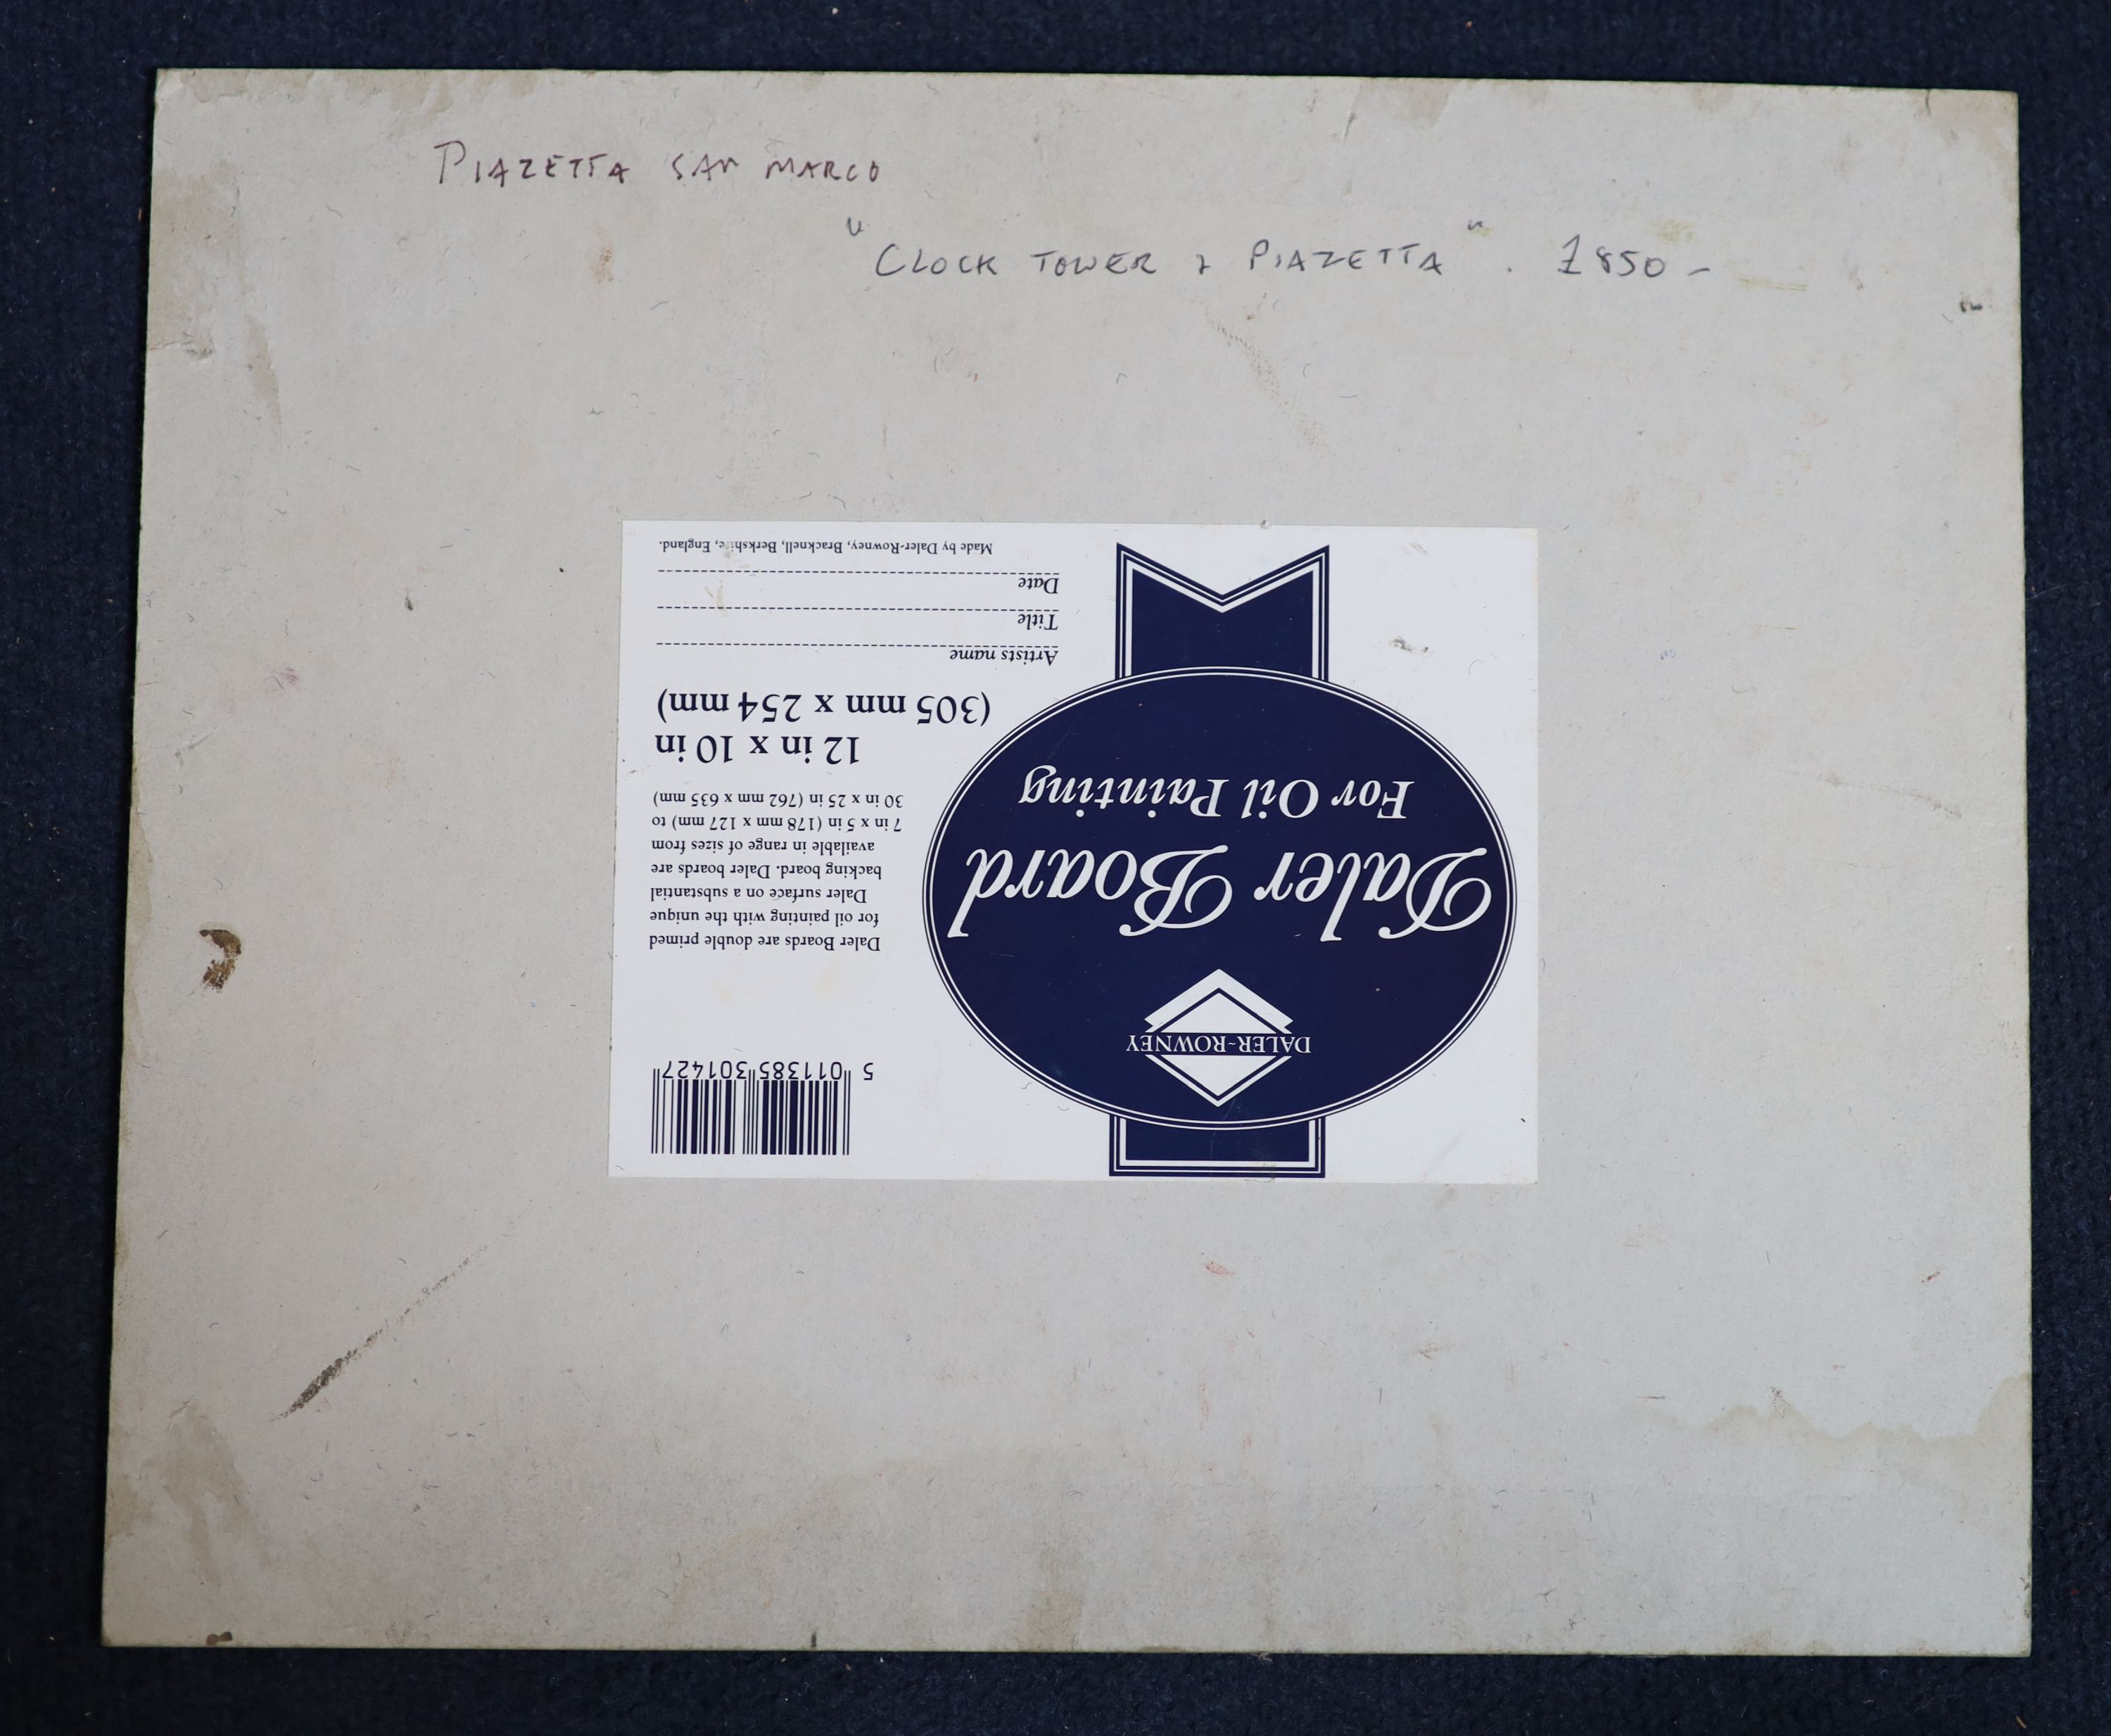 PIAZETTA SAN MARCO
"CLOCK TOWER & PIAZETTA". £850-
DALER-ROWNEY
Daler Board
For Oil Painting
5 011385 301427
Daler Boards are double primed
for oil painting with the unique
Daler surface on a substantial
backing board. Daler boards are
available in range of sizes from
7 in x 5 in (178 mm x 127 mm) to
30 in x 25 in (762 mm x 635 mm)
12 in x 10 in
(305 mm x 254 mm)
Artists name
Title
Date
Made by Daler-Rowney, Bracknell, Berkshire, England.